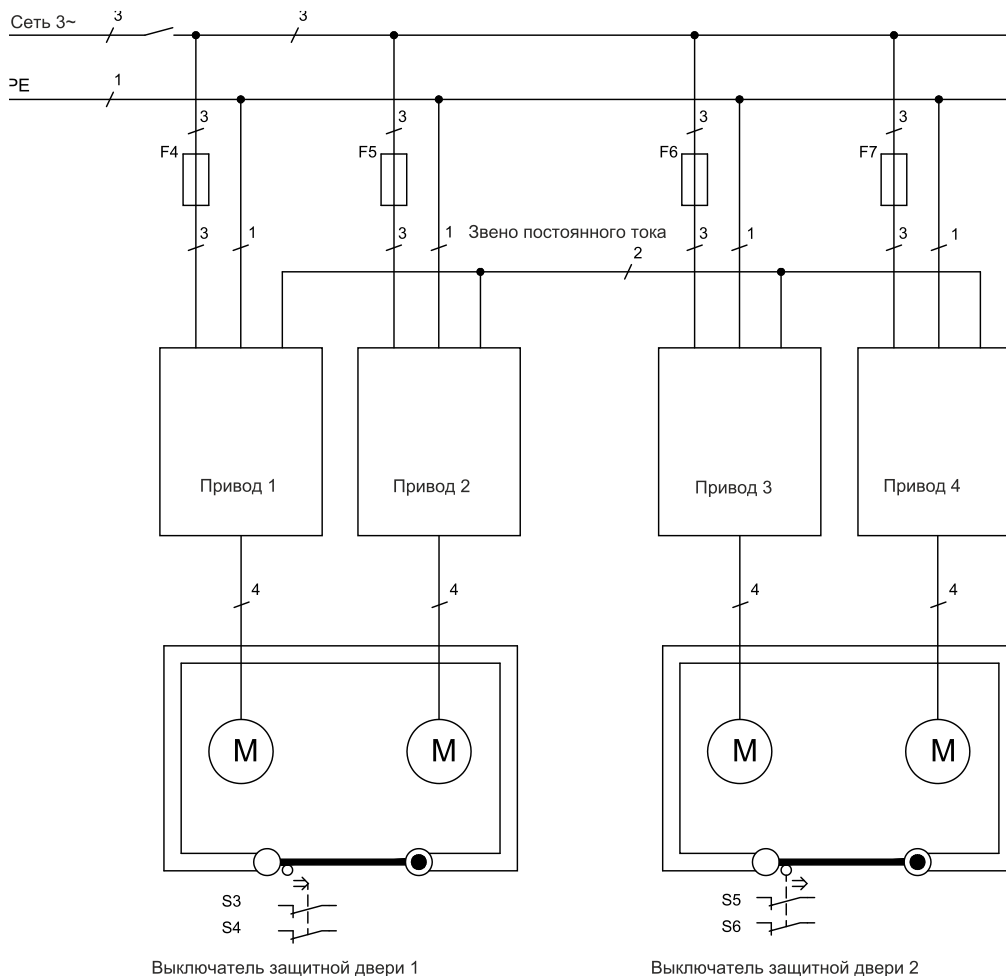 Сеть 3~ 3 3
PE 1
3 3 3 3
F4 F5 F6 F7
3 1 3 1 Звено постоянного тока 3 1 3 1
2
Привод 1 Привод 2 Привод 3 Привод 4
4 4 4 4
M M M M
S3 S5
S4 S6
Выключатель защитной двери 1 Выключатель защитной двери 2